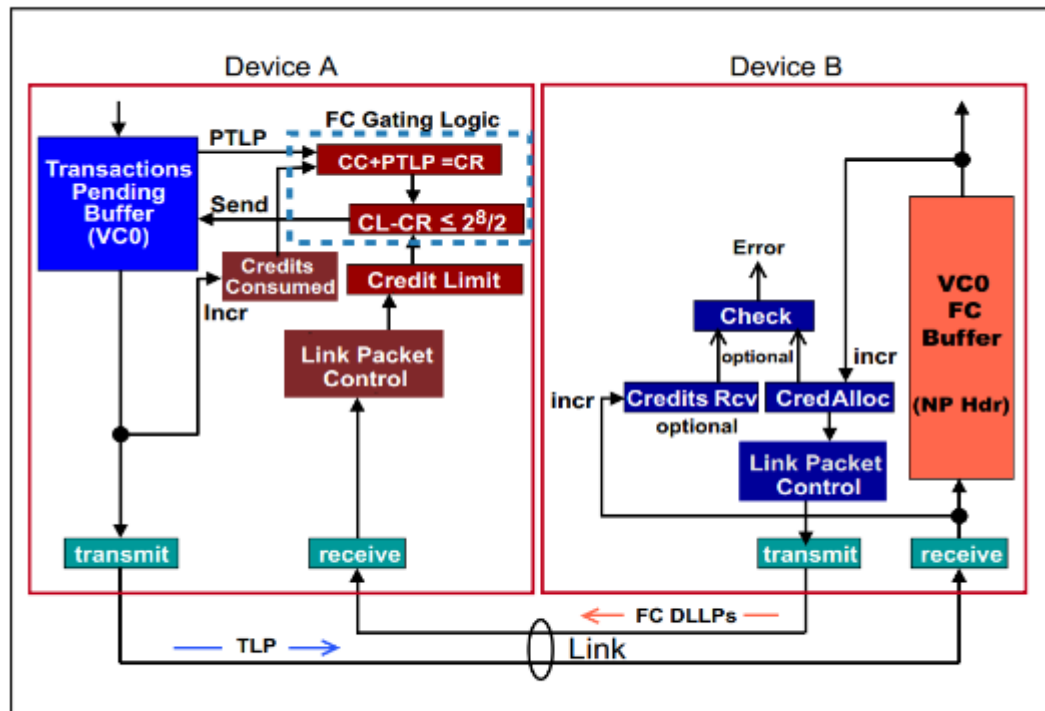 Device A
Device B
FC Gating Logic
PTLP
CC+PTLP =CR
Transactions
Pending
Buffer
(VC0)
Send
CL-CR ≤ 2⁸/2
Credits
Consumed
Credit Limit
Incr
Link Packet
Control
Error
Check
optional
incr
VC0
FC
Buffer
(NP Hdr)
incr
Credits Rcv
CredAlloc
optional
Link Packet
Control
transmit
receive
transmit
receive
FC DLLPs
TLP
Link